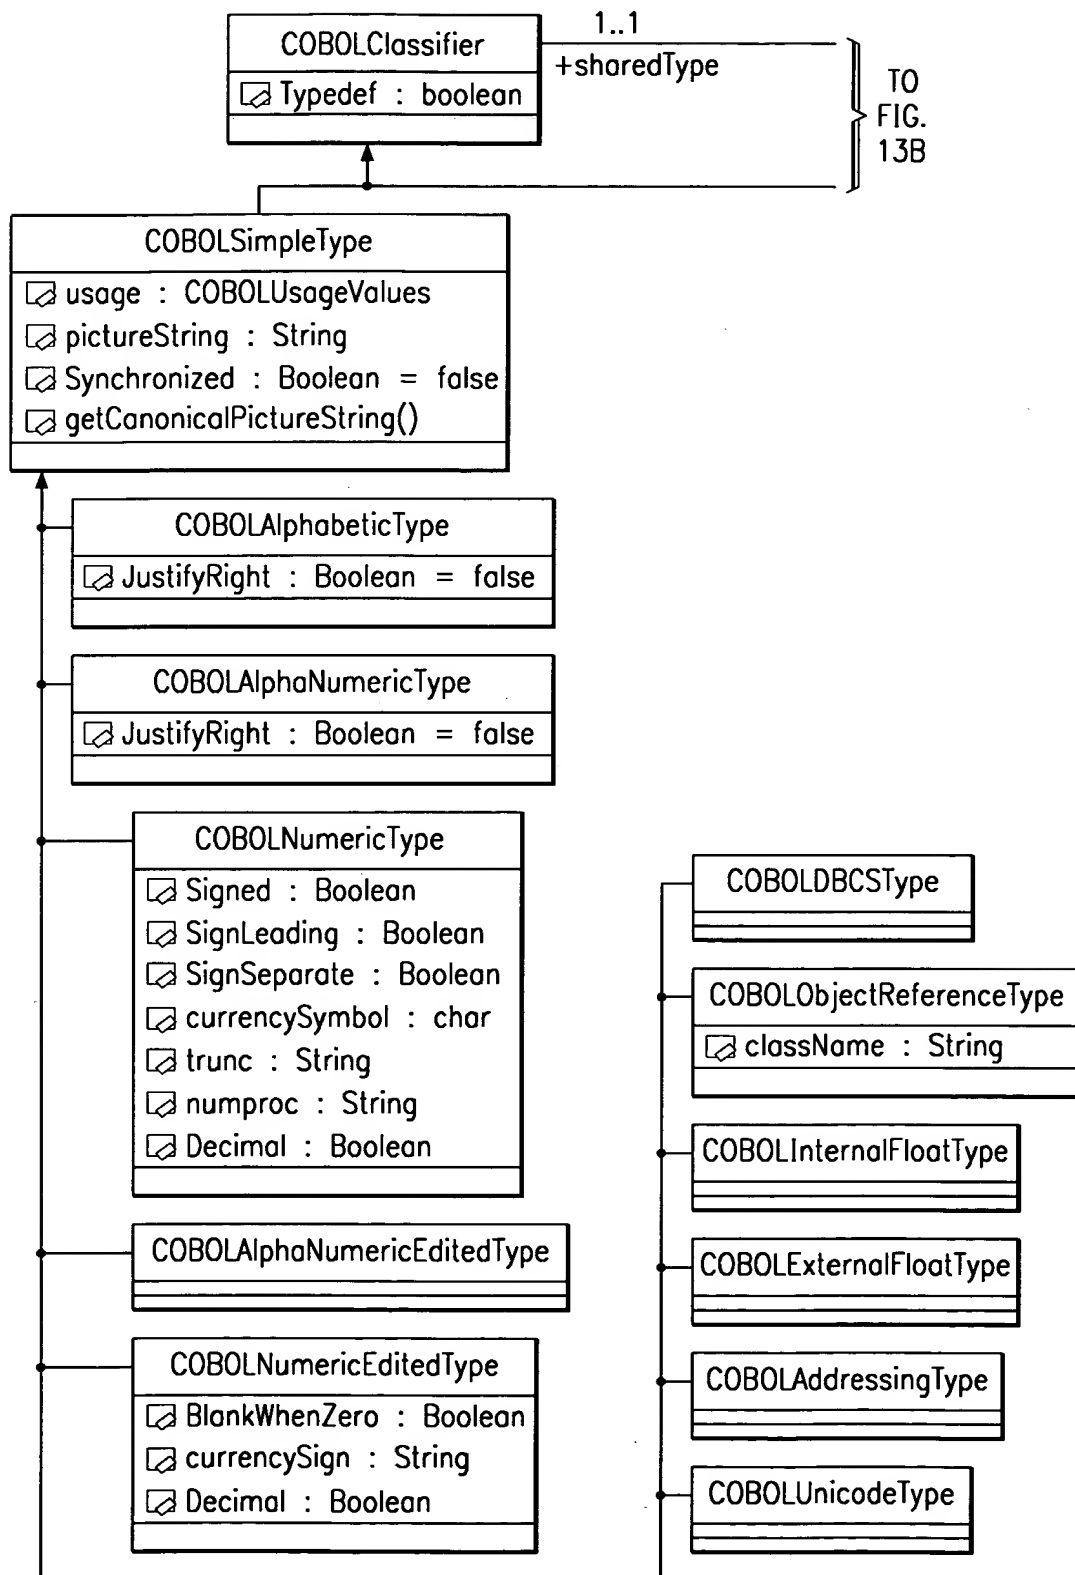 COBOLClassifier
Typedef : boolean
1..1
+sharedType
TO
FIG.
13B
COBOLSimpleType
usage : COBOLUsageValues
pictureString : String
Synchronized : Boolean = false
getCanonicalPictureString()
COBOLAlphabeticType
JustifyRight : Boolean = false
COBOLAlphaNumericType
JustifyRight : Boolean = false
COBOLNumericType
Signed : Boolean
SignLeading : Boolean
SignSeparate : Boolean
currencySymbol : char
trunc : String
numproc : String
Decimal : Boolean
COBOLAlphaNumericEditedType
COBOLNumericEditedType
BlankWhenZero : Boolean
currencySign : String
Decimal : Boolean
COBOLDBCSType
COBOLObjectReferenceType
className : String
COBOLInternalFloatType
COBOLExternalFloatType
COBOLAddressingType
COBOLUnicodeType